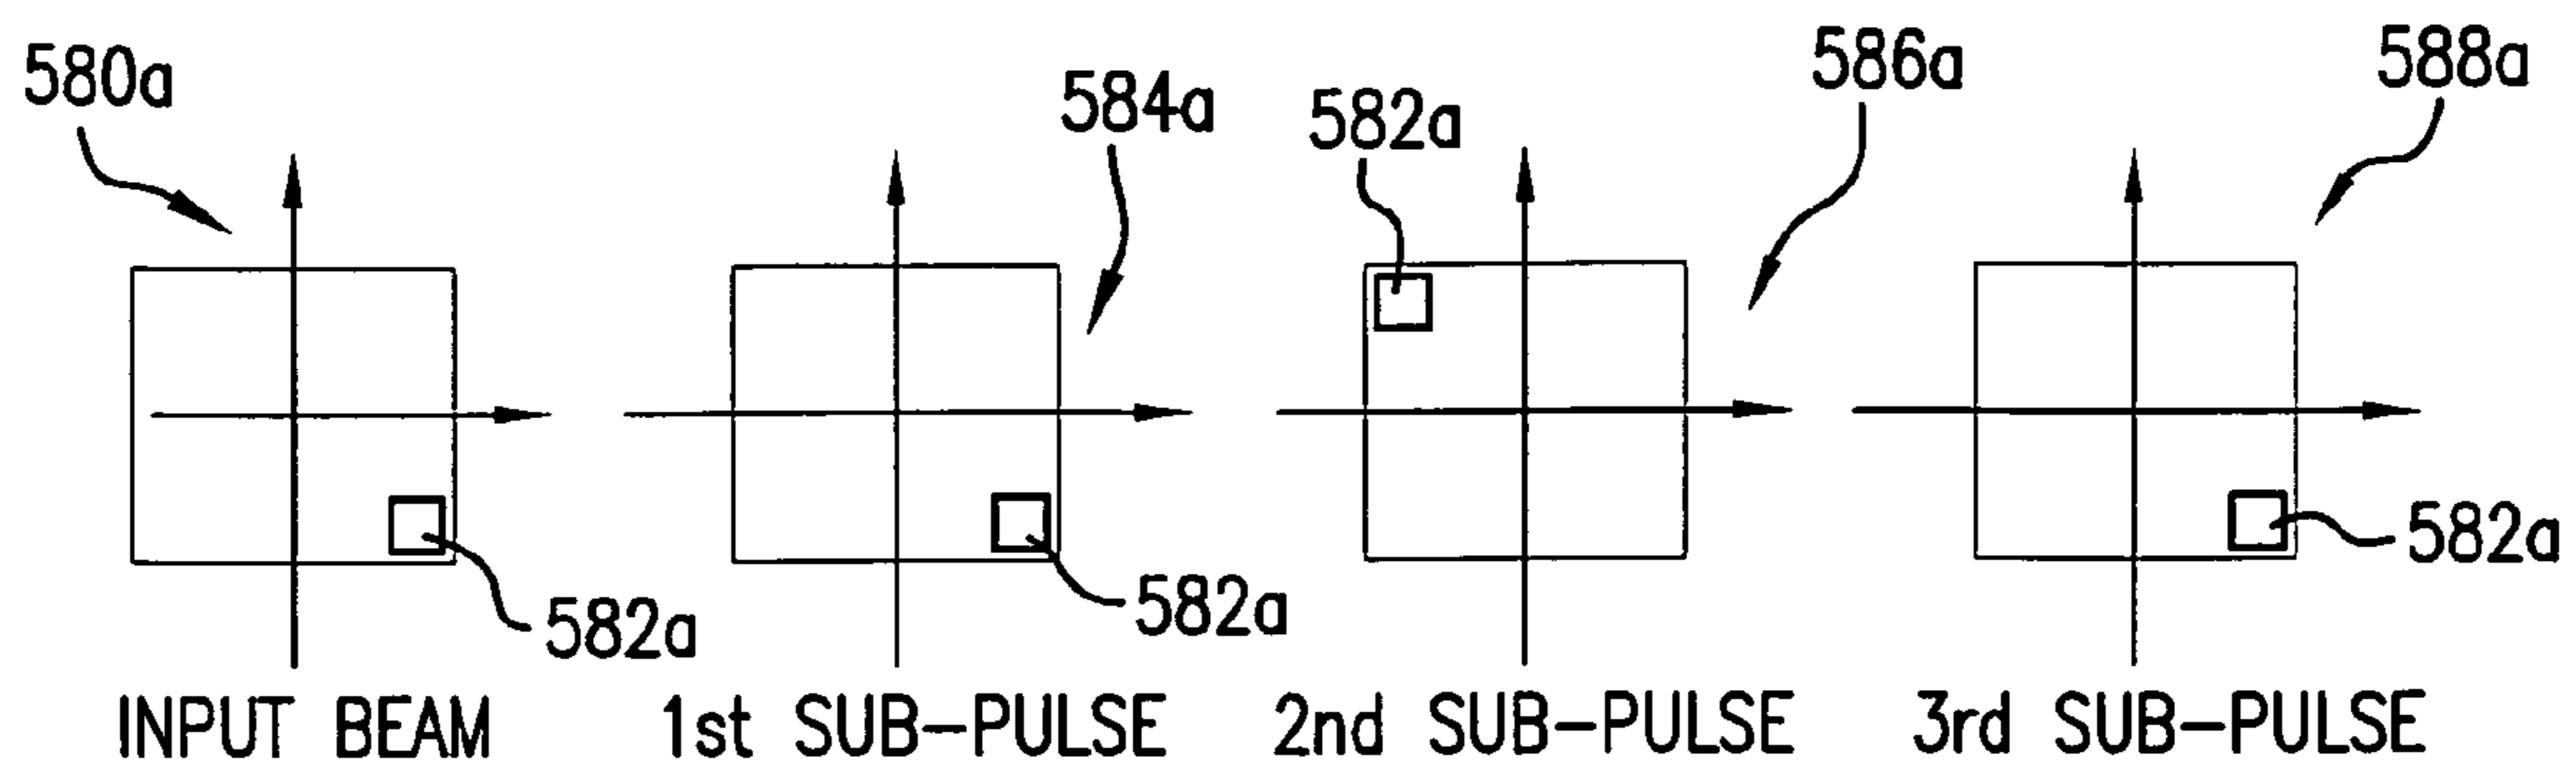 580a
584a
582a
586a
588a
582a
582a
582a
INPUT BEAM
1st SUB-PULSE
2nd SUB-PULSE
3rd SUB-PULSE